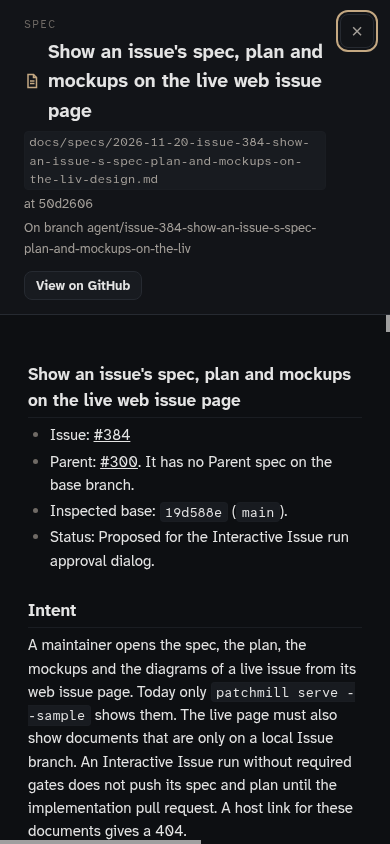 SPEC
Show an issue's spec, plan and
mockups on the live web issue
page
docs/specs/2026-11-20-issue-384-show-
an-issue-s-spec-plan-and-mockups-on-
the-liv-design.md
at 50d2606
On branch agent/issue-384-show-an-issue-s-spec-
plan-and-mockups-on-the-liv
View on GitHub
Show an issue's spec, plan and mockups
on the live web issue page
Issue: #384
Parent: #300. It has no Parent spec on the
base branch.
Inspected base: 19d588e (main).
Status: Proposed for the Interactive Issue run
approval dialog.
Intent
A maintainer opens the spec, the plan, the
mockups and the diagrams of a live issue from its
web issue page. Today only patchmill serve -
-sample shows them. The live page must also
show documents that are only on a local Issue
branch. An Interactive Issue run without required
gates does not push its spec and plan until the
implementation pull request. A host link for these
documents gives a 404.